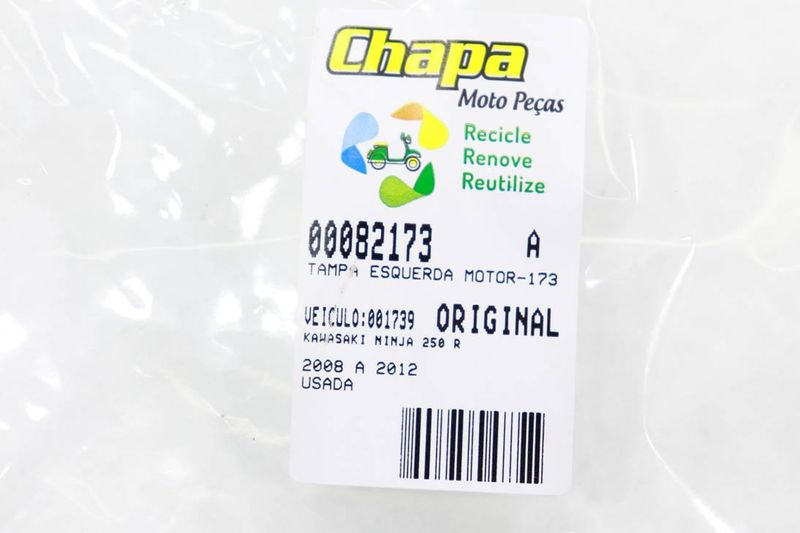 Chapa
Moto Peças
Recicle
Renove
Reutilize
00082173 A
TAMPA ESQUERDA MOTOR-173
VEICULO:001739 ORIGINAL
KAWASAKI NINJA 250 R
2008 A 2012
USADA